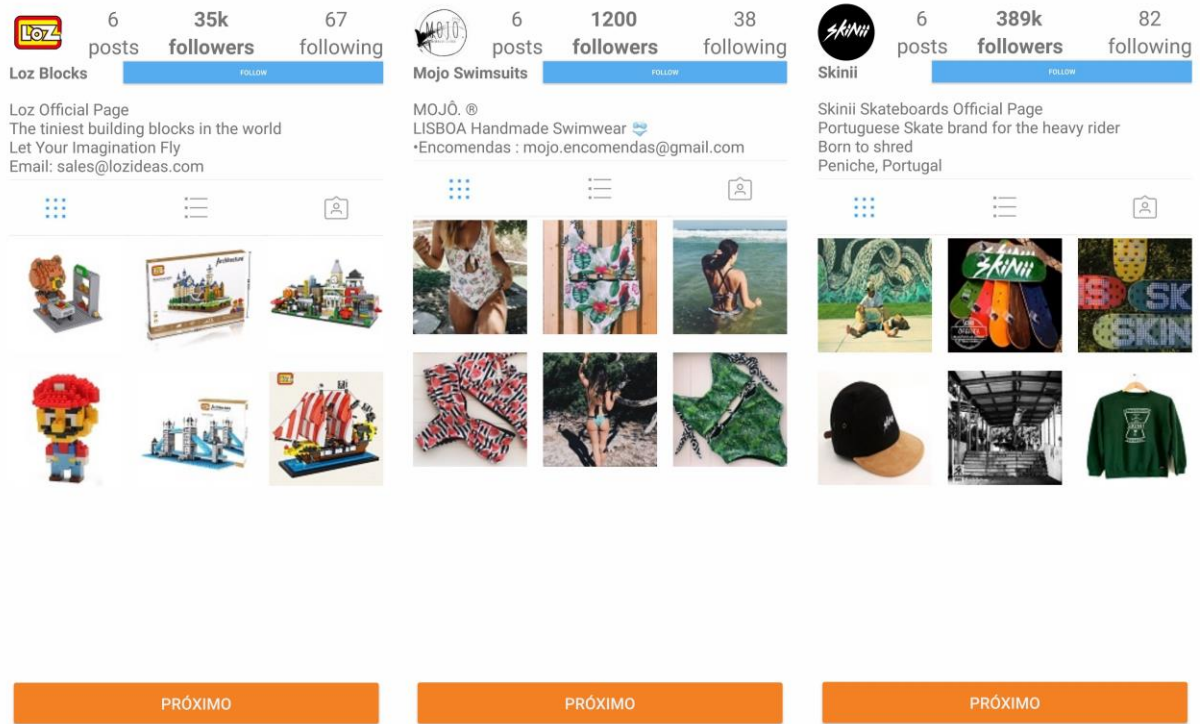 LOZ
6
posts
35k
followers
67
following
Loz Blocks
FOLLOW
Loz Official Page
The tiniest building blocks in the world
Let Your Imagination Fly
Email: sales@lozideas.com
Architecture
PRÓXIMO
MOJO.
6
posts
1200
followers
38
following
Mojo Swimsuits
FOLLOW
MOJÔ. ®
LISBOA Handmade Swimwear
•Encomendas : mojo.encomendas@gmail.com
PRÓXIMO
SKiNii
6
posts
389k
followers
82
following
Skinii
FOLLOW
Skinii Skateboards Official Page
Portuguese Skate brand for the heavy rider
Born to shred
Peniche, Portugal
SKiNii
SK
SKIN
PRÓXIMO